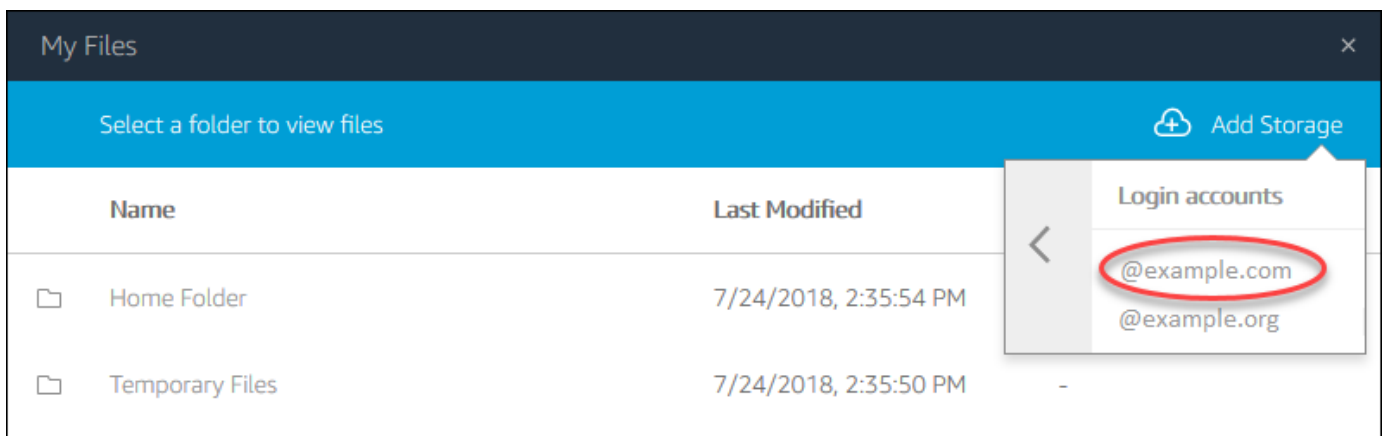 My Files ×
Select a folder to view files Add Storage
Name Last Modified
Login accounts
@example.com
@example.org
Home Folder 7/24/2018, 2:35:54 PM
Temporary Files 7/24/2018, 2:35:50 PM -